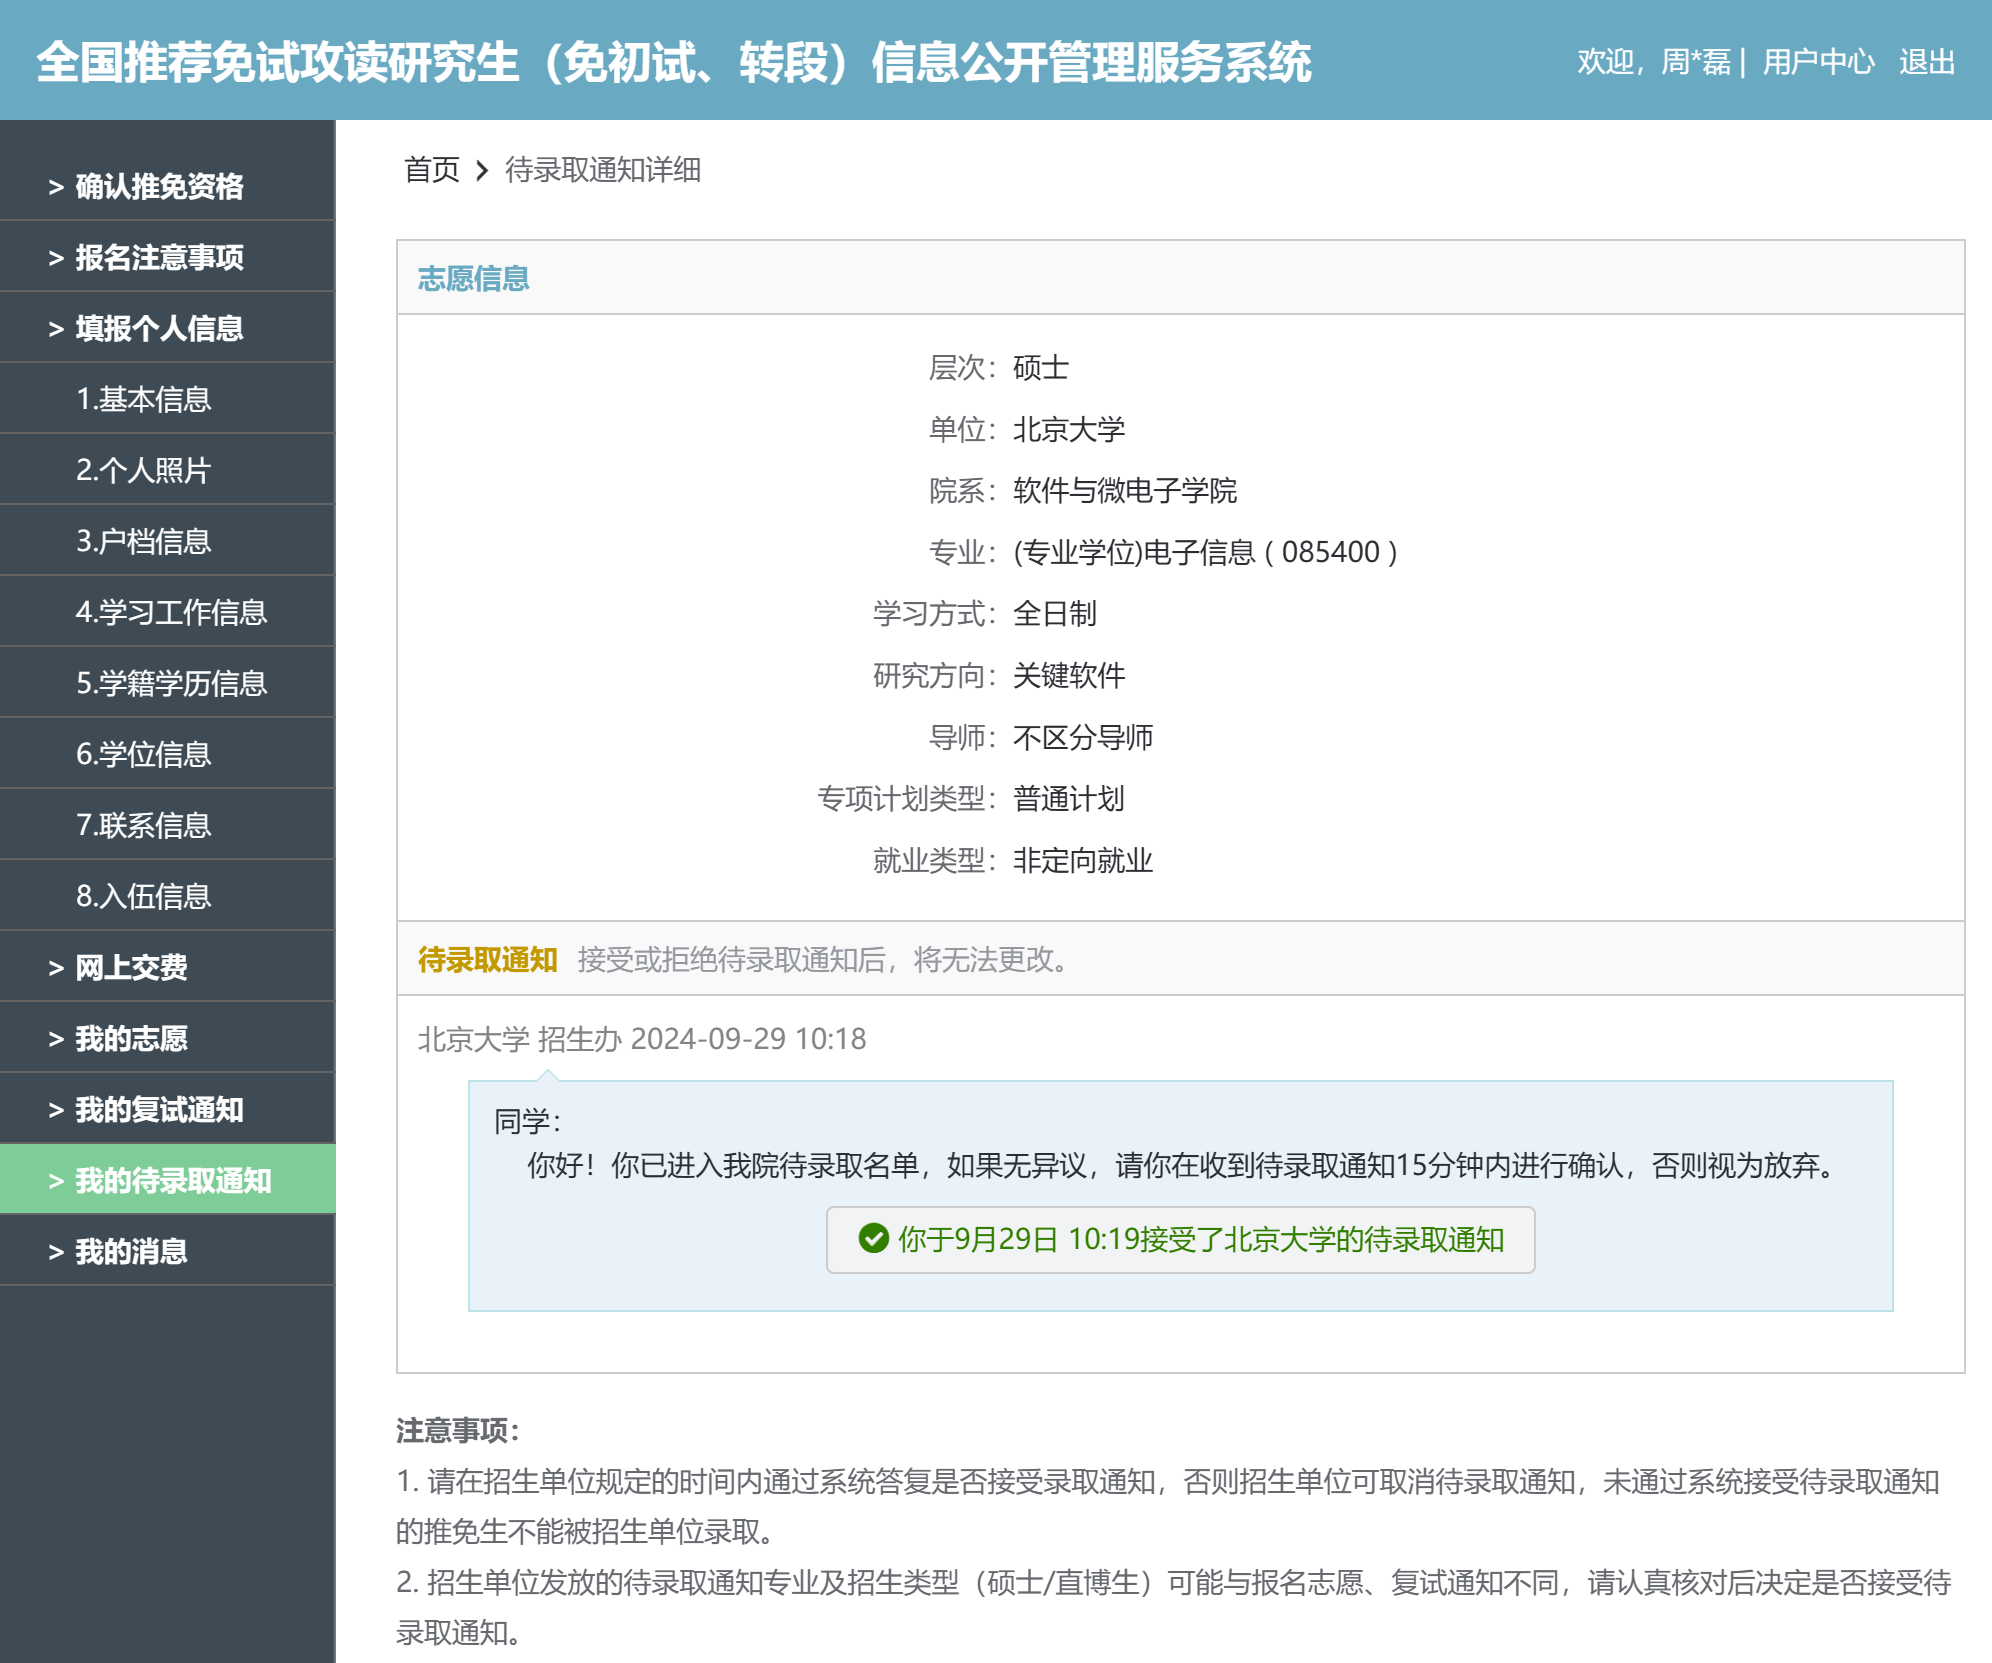 全国推荐免试攻读研究生（免初试、转段）信息公开管理服务系统
欢迎，周*磊 | 用户中心 退出
> 确认推免资格
> 报名注意事项
> 填报个人信息
1.基本信息
2.个人照片
3.户档信息
4.学习工作信息
5.学籍学历信息
6.学位信息
7.联系信息
8.入伍信息
> 网上交费
> 我的志愿
> 我的复试通知
> 我的待录取通知
> 我的消息
首页 > 待录取通知详细
志愿信息
层次：硕士
单位：北京大学
院系：软件与微电子学院
专业：(专业学位)电子信息 ( 085400 )
学习方式：全日制
研究方向：关键软件
导师：不区分导师
专项计划类型：普通计划
就业类型：非定向就业
待录取通知 接受或拒绝待录取通知后，将无法更改。
北京大学 招生办 2024-09-29 10:18
同学：
你好！你已进入我院待录取名单，如果无异议，请你在收到待录取通知15分钟内进行确认，否则视为放弃。
你于9月29日 10:19接受了北京大学的待录取通知
注意事项：
1. 请在招生单位规定的时间内通过系统答复是否接受录取通知，否则招生单位可取消待录取通知，未通过系统接受待录取通知
的推免生不能被招生单位录取。
2. 招生单位发放的待录取通知专业及招生类型（硕士/直博生）可能与报名志愿、复试通知不同，请认真核对后决定是否接受待
录取通知。